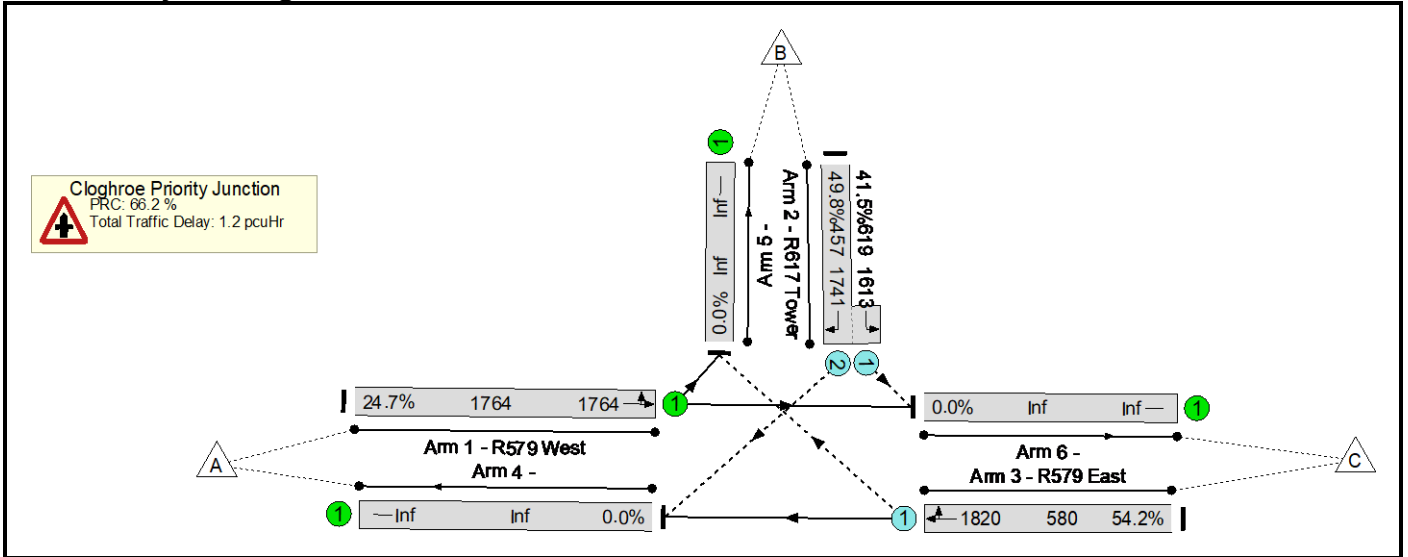 B
Cloghroe Priority Junction
PRC: 66.2 %
Total Traffic Delay: 1.2 pcuHr
1
Inf Inf 0.0%
Arm 5 -
Arm 2 - R617 Tower
49.8% 457 1741
41.5% 619 1613
2 1
24.7% 1764 1764
1
0.0% Inf Inf
1
Arm 1 - R579 West
Arm 4 -
A
Arm 6 -
Arm 3 - R579 East
C
1
Inf Inf 0.0%
1
1820 580 54.2%